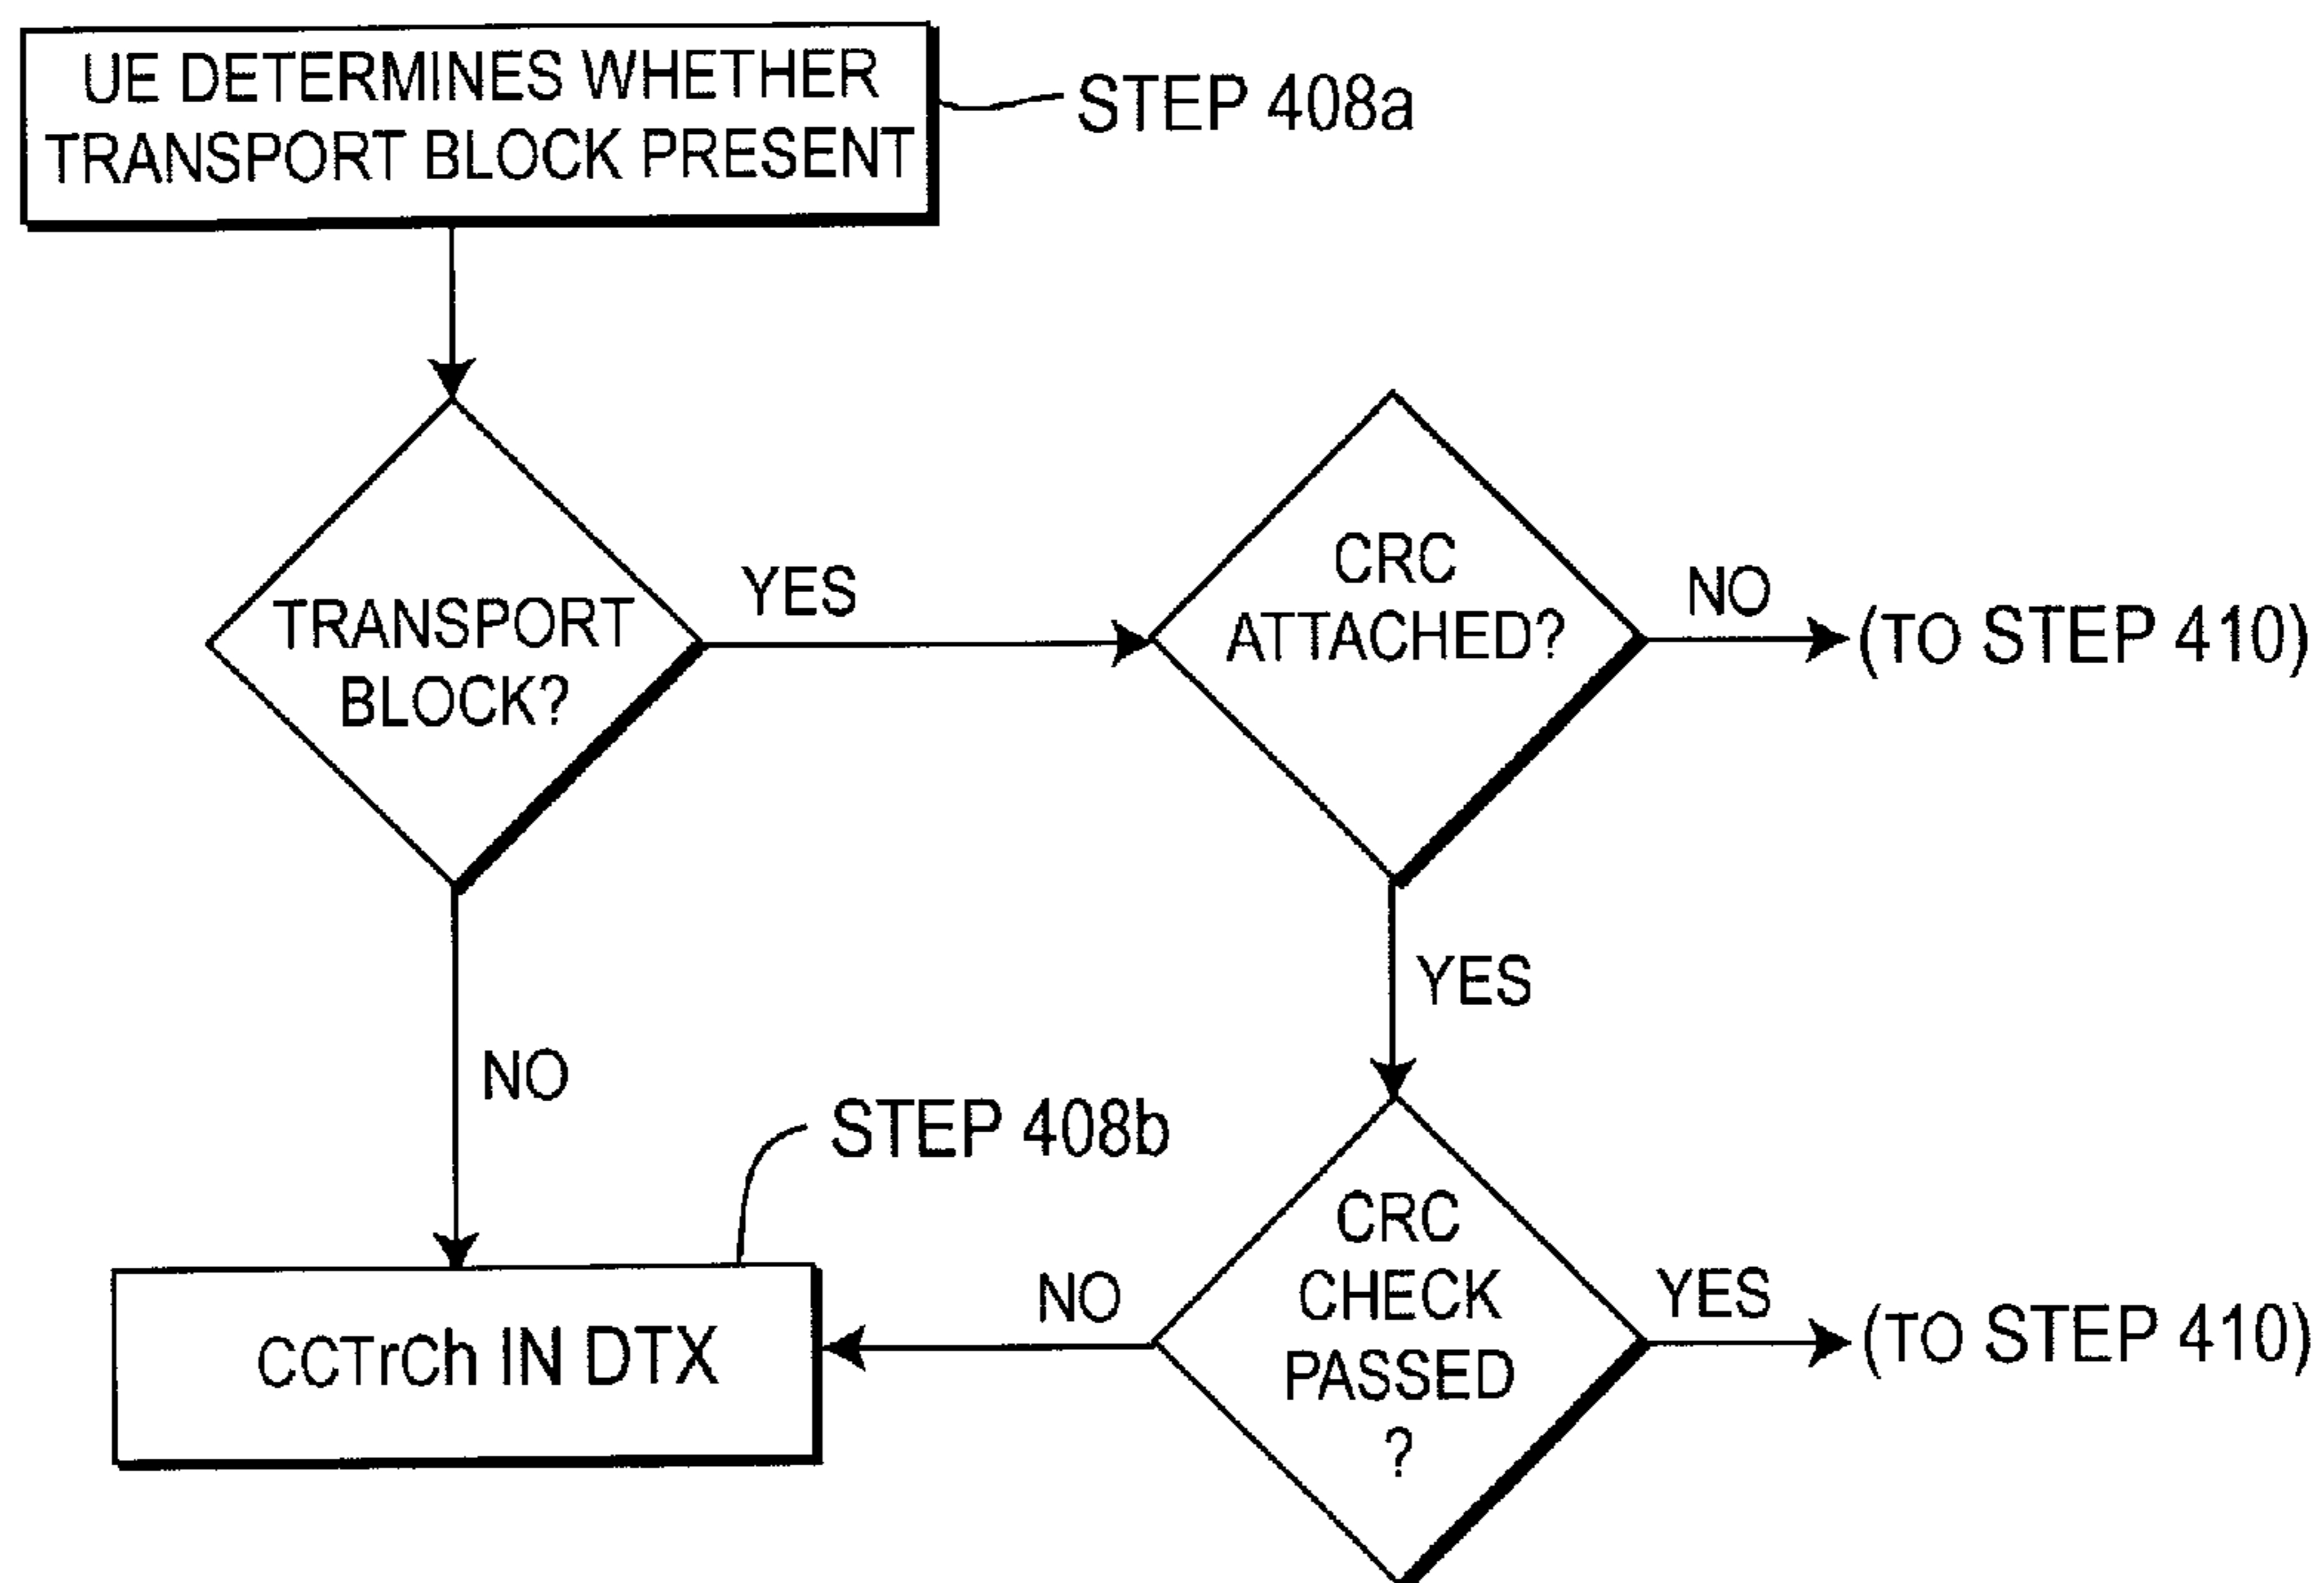 UE DETERMINES WHETHER
TRANSPORT BLOCK PRESENT
STEP 408a
TRANSPORT
BLOCK?
YES
CRC
ATTACHED?
NO
(TO STEP 410)
YES
NO
STEP 408b
CCTrCh IN DTX
NO
CRC
CHECK
PASSED
?
YES
(TO STEP 410)